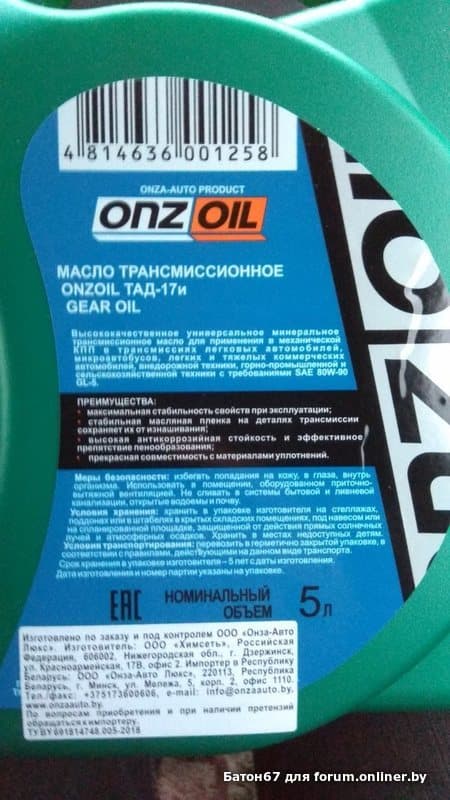 4 814636 001258
ONZA-AUTO PRODUCT
ONZOIL
МАСЛО ТРАНСМИССИОННОЕ
ONZOIL ТАД-17и
GEAR OIL
Высококачественное универсальное минеральное
трансмиссионное масло для применения в механической
КПП в трансмиссиях легковых автомобилей,
микроавтобусов, легких и тяжелых коммерческих
автомобилей, внедорожной техники, горно-промышленной и
сельскохозяйственной техники с требованиями SAE 80W-90
GL-5.
ПРЕИМУЩЕСТВА:
• максимальная стабильность свойств при эксплуатации;
• стабильная масляная пленка на деталях трансмиссии
сохраняет их от изнашивания;
• высокая антикоррозийная стойкость и эффективное
препятствие пенообразования;
• прекрасная совместимость с материалами уплотнений.
Меры безопасности: избегать попадания на кожу, в глаза, внутрь
организма. Использовать в помещении, оборудованном приточно-
вытяжной вентиляцией. Не сливать в системы бытовой и ливневой
канализации, открытые водоемы и почву.
Условия хранения: хранить в упаковке изготовителя на стеллажах,
поддонах или в штабелях в крытых складских помещениях, под навесом или
на спланированной площадке, защищенной от действия прямых солнечных
лучей и атмосферных осадков. Хранить в местах недоступных детям.
Условия транспортирования: перевозить в герметично закрытой упаковке, в
соответствии с правилами, действующими на данном виде транспорта.
Срок хранения в упаковке изготовителя – 5 лет с даты изготовления.
Дата изготовления и номер партии указаны на упаковке.
EAC НОМИНАЛЬНЫЙ ОБЪЕМ 5 л
Изготовлено по заказу и под контролем ООО «Онза-Авто
Люкс». Изготовитель: ООО «Химсеть», Российская
Федерация, 606002, Нижегородская обл., г. Дзержинск,
ул. Красноармейская, 17В, офис 2. Импортер в Республику
Беларусь: ООО «Онза-Авто Люкс», 220113, Республика
Беларусь, г. Минск, ул. Мележа, 5, корп. 2, офис 1110.
Тел./факс: +375173600606, e-mail: info@onzaauto.by,
www.onzaauto.by.
По вопросам приобретения и при наличии претензий
обращаться к импортеру.
ТУ BY 691814748.005-2018
Батон67 для forum.onliner.by